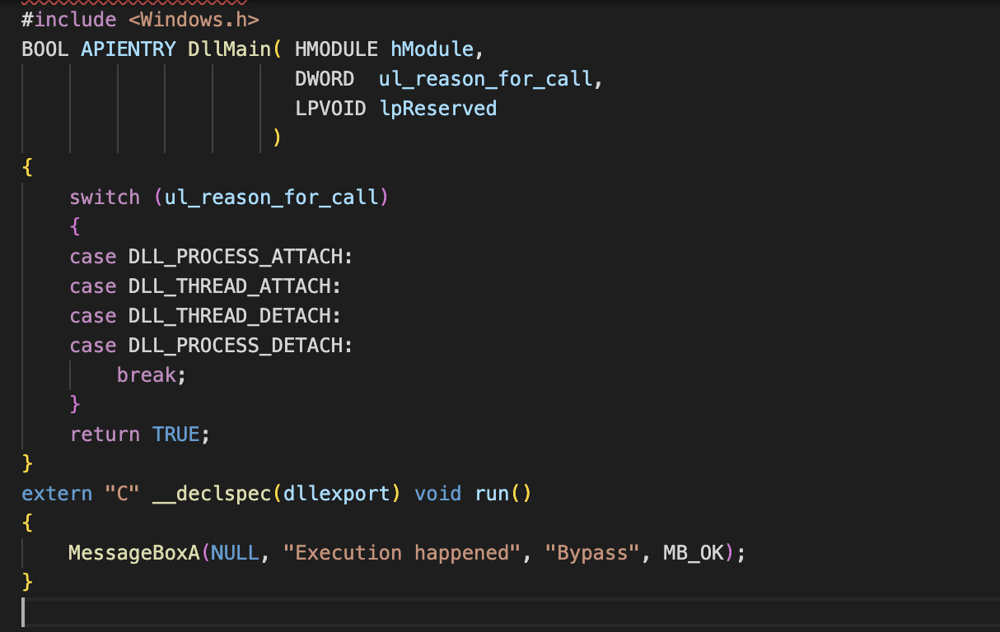 #include <Windows.h>
BOOL APIENTRY DllMain( HMODULE hModule,
                       DWORD  ul_reason_for_call,
                       LPVOID lpReserved
                     )
{
    switch (ul_reason_for_call)
    {
    case DLL_PROCESS_ATTACH:
    case DLL_THREAD_ATTACH:
    case DLL_THREAD_DETACH:
    case DLL_PROCESS_DETACH:
        break;
    }
    return TRUE;
}
extern "C" __declspec(dllexport) void run()
{
    MessageBoxA(NULL, "Execution happened", "Bypass", MB_OK);
}